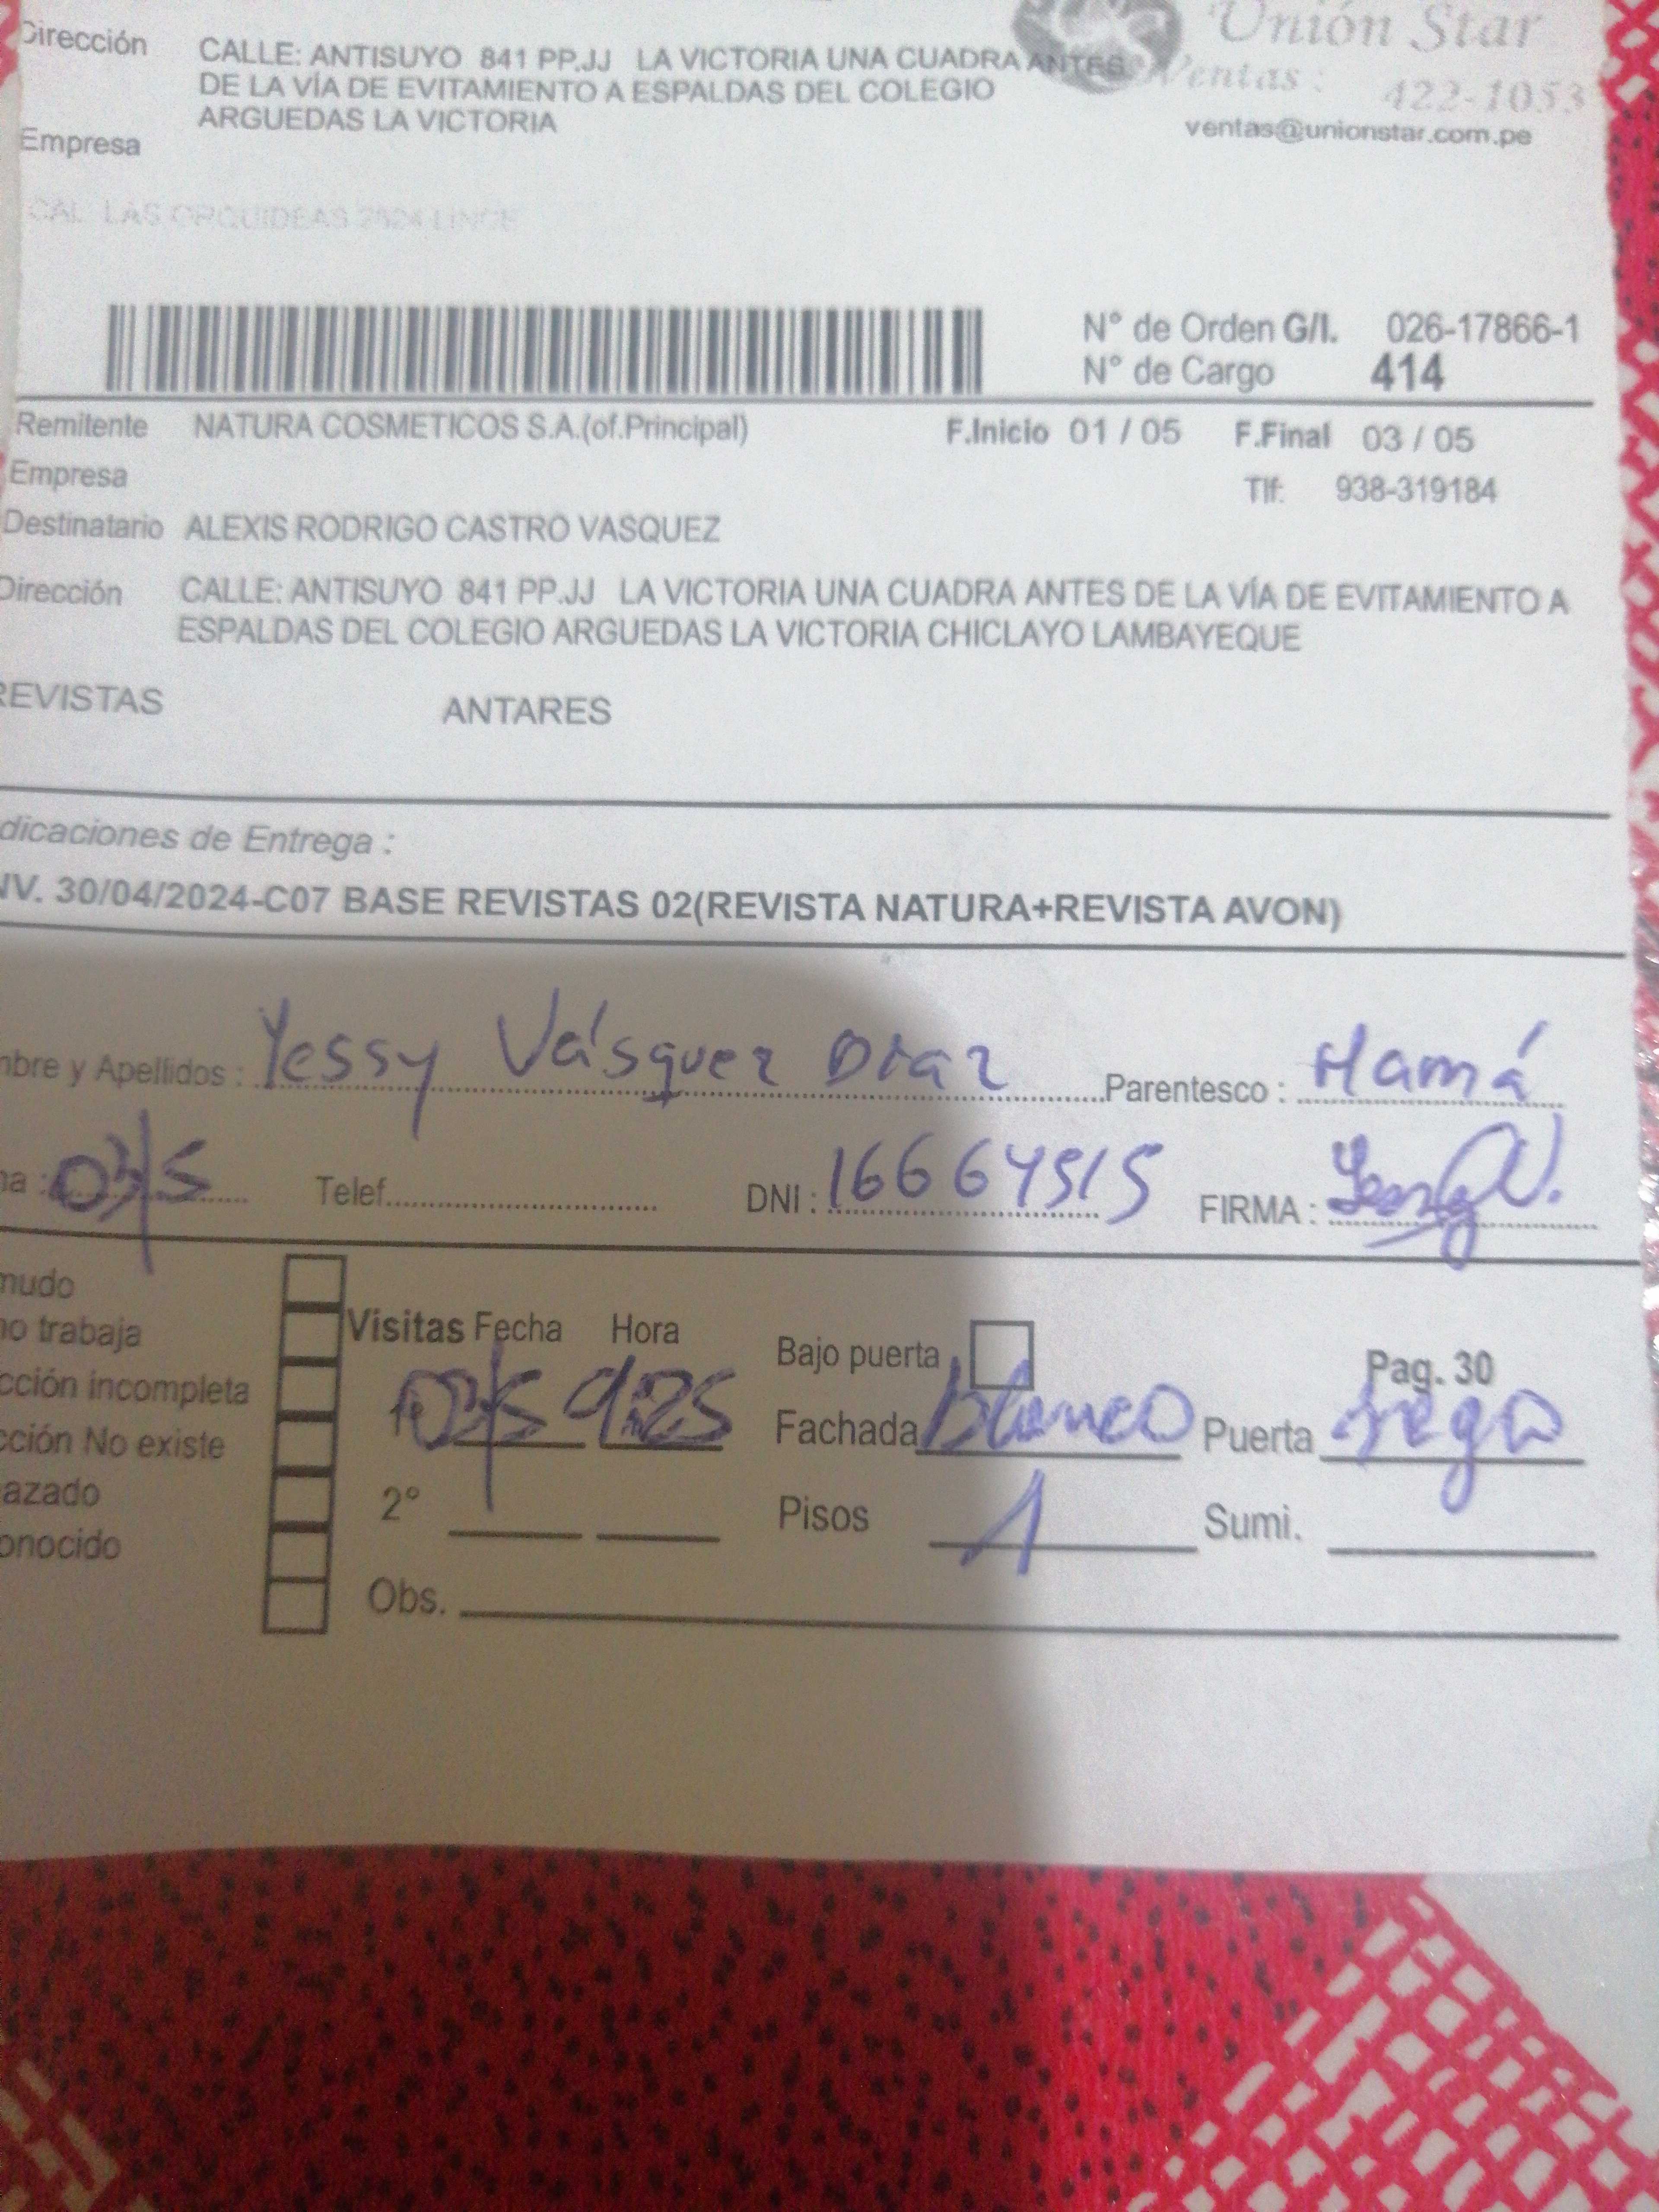 Dirección CALLE: ANTISUYO 841 PP.JJ LA VICTORIA UNA CUADRA ANTES
DE LA VÍA DE EVITAMIENTO A ESPALDAS DEL COLEGIO
ARGUEDAS LA VICTORIA
Unión Star
Ventas : 422-1053
ventas@unionstar.com.pe
Empresa
CAL. LAS ORQUIDEAS 2624 LINCE
N° de Orden G/I. 026-17866-1
N° de Cargo 414
Remitente NATURA COSMETICOS S.A.(of.Principal) F.Inicio 01 / 05 F.Final 03 / 05
Empresa Tlf: 938-319184
Destinatario ALEXIS RODRIGO CASTRO VASQUEZ
Dirección CALLE: ANTISUYO 841 PP.JJ LA VICTORIA UNA CUADRA ANTES DE LA VÍA DE EVITAMIENTO A
ESPALDAS DEL COLEGIO ARGUEDAS LA VICTORIA CHICLAYO LAMBAYEQUE
REVISTAS ANTARES
dicaciones de Entrega :
NV. 30/04/2024-C07 BASE REVISTAS 02(REVISTA NATURA+REVISTA AVON)
mbre y Apellidos : Yessy Vásquez Diaz Parentesco : Mamá
ha : 03/5 Telef. DNI : 16664515 FIRMA :
mudo
no trabaja Visitas Fecha Hora Bajo puerta Pag. 30
cción incompleta 03/5 9:25 Fachada blanco Puerta
cción No existe
azado 2° Pisos 1 Sumi.
onocido
Obs.